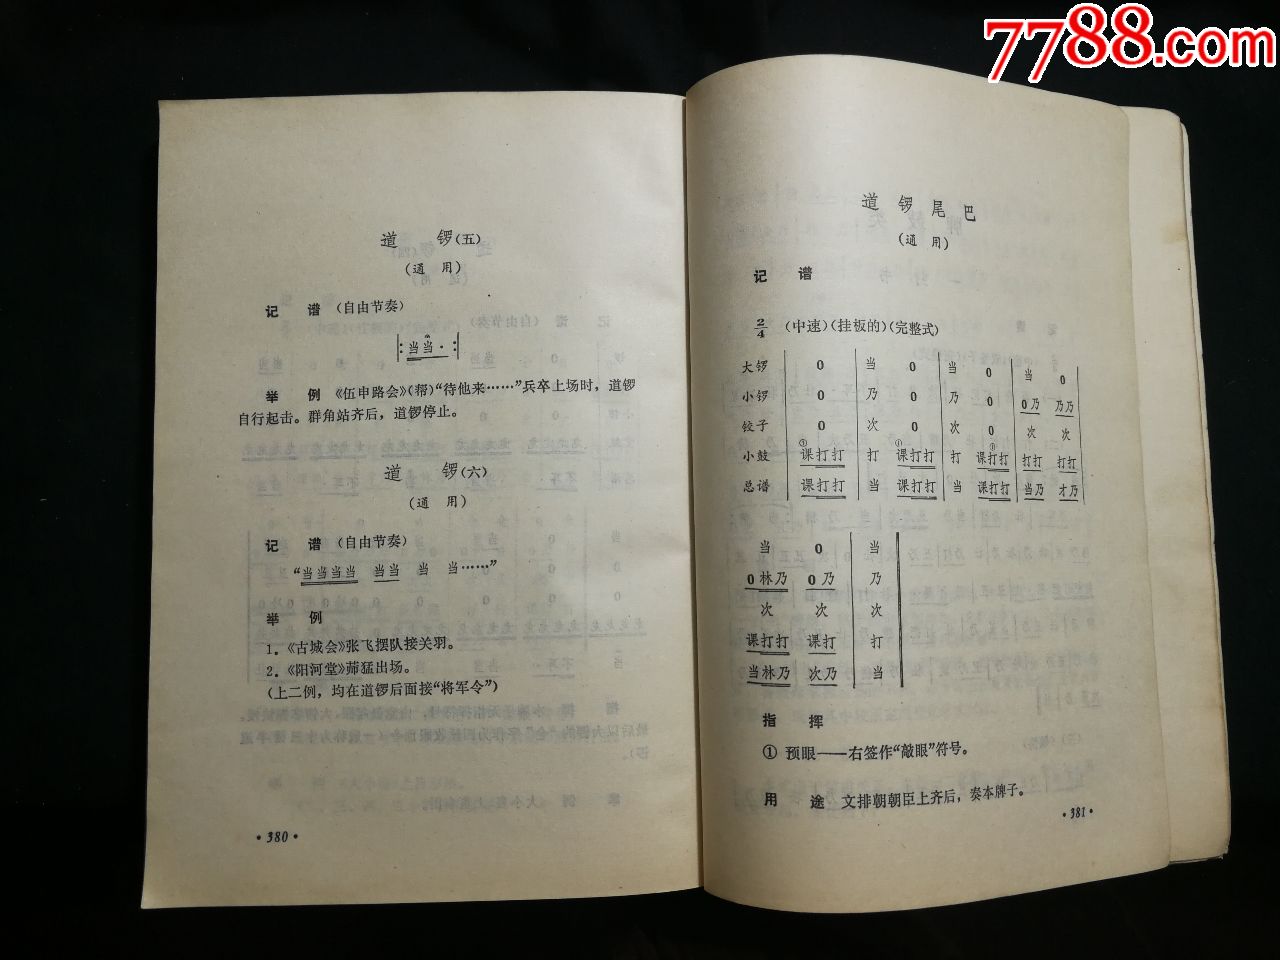 7788.com
道 锣(五)
(通 用)
记 谱 (自由节奏)
‖:当当·:‖
举 例 《伍申路会》(帮)“待他来……”兵卒上场时，道锣
自行起击。群角站齐后，道锣停止。
道 锣(六)
(通 用)
记 谱 (自由节奏)
“当当当当 当当 当 当……”
举 例
1.《古城会》张飞摆队接关羽。
2.《阳河堂》师猛出场。
(上二例，均在道锣后面接“将军令”)
·380·
道 锣 尾 巴
(通 用)
记 谱
2/4 (中速)(挂板的)(完整式)
大锣 | 0 | 当 | 0 | 当 | 0 | 当 0 |
小锣 | 0 | 乃 | 0 | 乃 | 0 | 0乃 乃乃 |
铰子 | 0 | 次 | 0 | 次 | 0 | 次 次 |
① ① ①
小鼓 | 课打打 | 打 | 课打打 | 打 | 课打打 | 打打 打打 |
总谱 | 课打打 | 当 | 课打打 | 当 | 课打打 | 当乃 才乃 |
当 0 | 当 ‖
0林乃 0乃 | 乃 ‖
次 次 | 次 ‖
课打打 课打 | 打 ‖
当林乃 次乃 | 当 ‖
指 挥
① 预眼——右签作“敲眼”符号。
用 途 文排朝朝臣上齐后，奏本牌子。
·381·